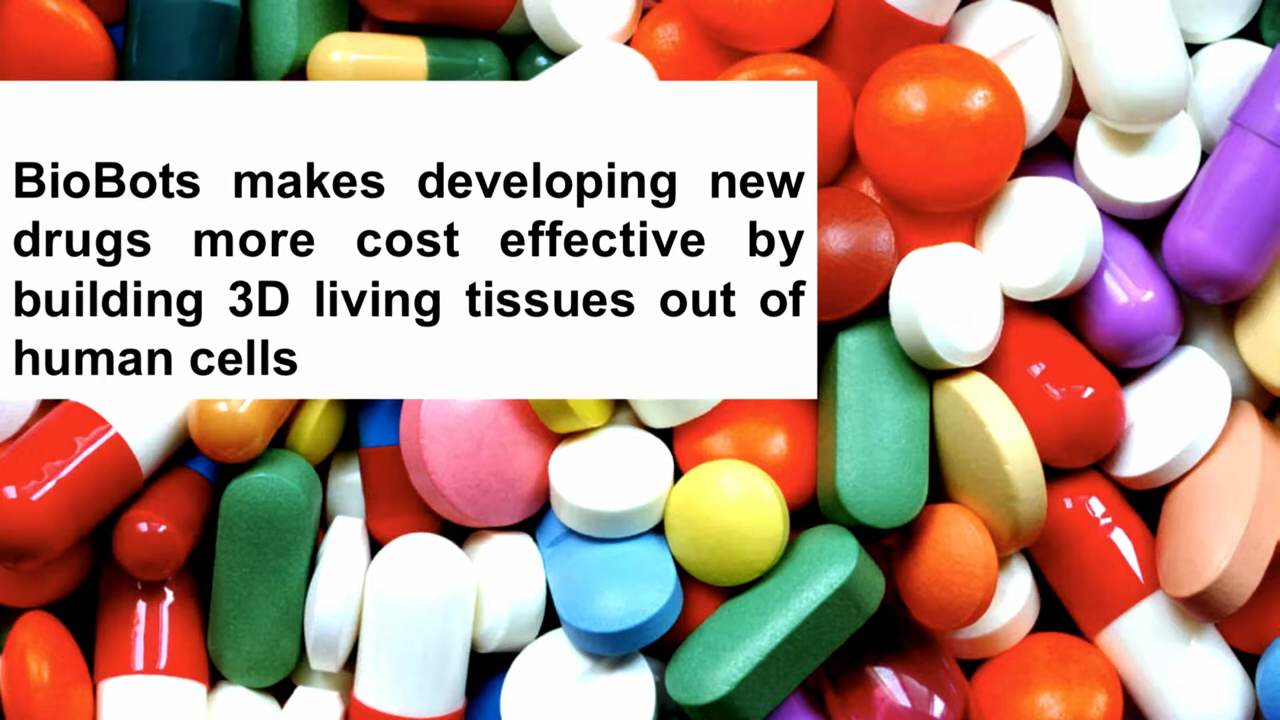 BioBots makes developing new
drugs more cost effective by
building 3D living tissues out of
human cells